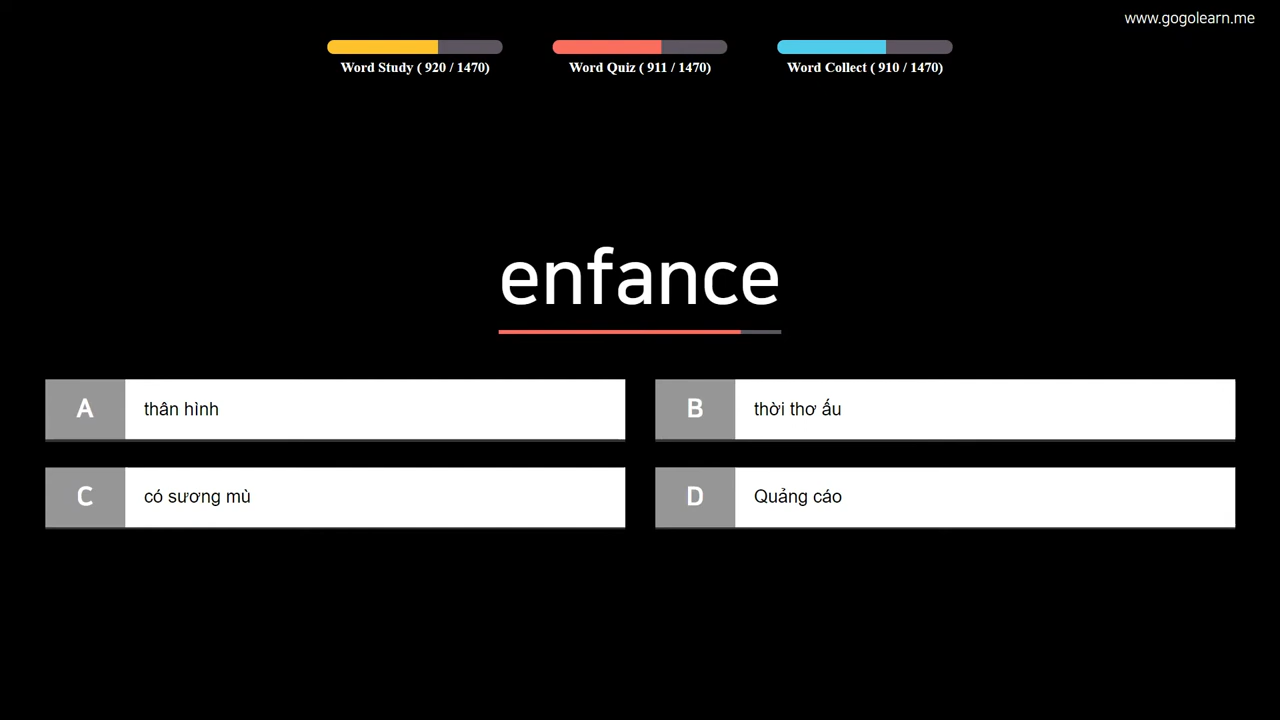 www.gogolearn.me
Word Study ( 920 / 1470)
Word Quiz ( 911 / 1470)
Word Collect ( 910 / 1470)
enfance
A thân hình
B thời thơ ấu
C có sương mù
D Quảng cáo